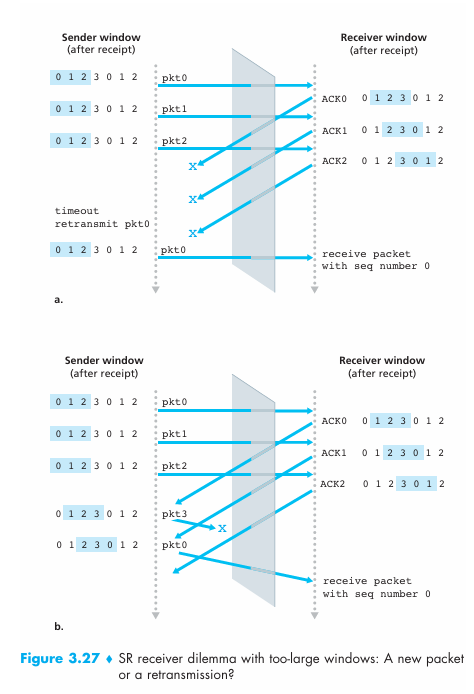 Sender window
(after receipt)
Receiver window
(after receipt)
0 1 2 3 0 1 2
pkt0
ACK0
0 1 2 3 0 1 2
0 1 2 3 0 1 2
pkt1
ACK1
0 1 2 3 0 1 2
0 1 2 3 0 1 2
pkt2
ACK2
0 1 2 3 0 1 2
x
x
x
timeout
retransmit pkt0
0 1 2 3 0 1 2
pkt0
receive packet
with seq number 0
a.
Sender window
(after receipt)
Receiver window
(after receipt)
0 1 2 3 0 1 2
pkt0
ACK0
0 1 2 3 0 1 2
0 1 2 3 0 1 2
pkt1
ACK1
0 1 2 3 0 1 2
0 1 2 3 0 1 2
pkt2
ACK2
0 1 2 3 0 1 2
0 1 2 3 0 1 2
pkt3
x
0 1 2 3 0 1 2
pkt0
receive packet
with seq number 0
b.
Figure 3.27 ♦ SR receiver dilemma with too-large windows: A new packet
or a retransmission?